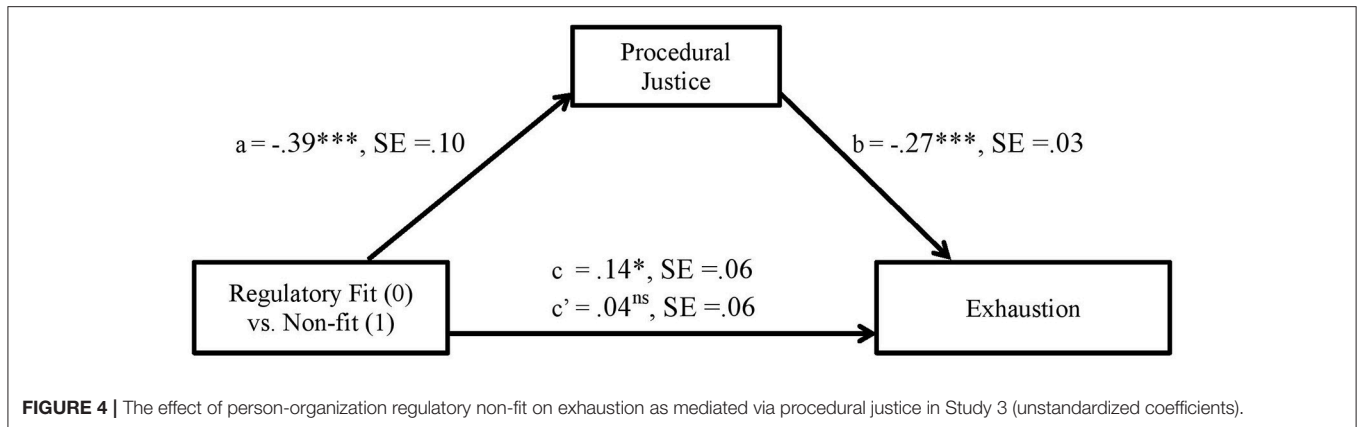 Procedural
Justice
a = -.39***, SE =.10
b = -.27***, SE =.03
Regulatory Fit (0)
vs. Non-fit (1)
c = .14*, SE =.06
c’ = .04ns, SE =.06
Exhaustion
FIGURE 4 | The effect of person-organization regulatory non-fit on exhaustion as mediated via procedural justice in Study 3 (unstandardized coefficients).